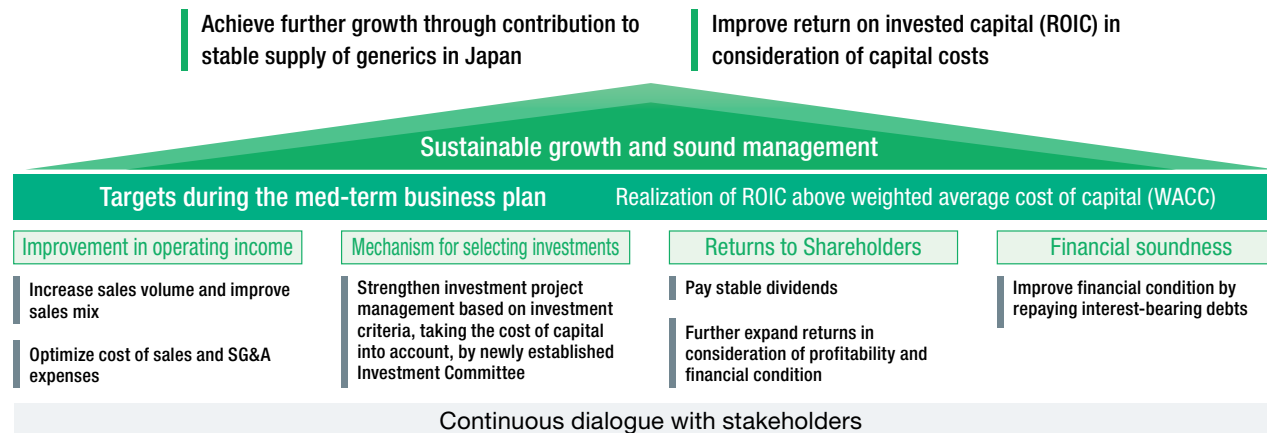 Achieve further growth through contribution to
stable supply of generics in Japan
Improve return on invested capital (ROIC) in
consideration of capital costs
Sustainable growth and sound management
Targets during the med-term business plan
Realization of ROIC above weighted average cost of capital (WACC)
Improvement in operating income
Increase sales volume and improve
sales mix
Optimize cost of sales and SG&A
expenses
Mechanism for selecting investments
Strengthen investment project
management based on investment
criteria, taking the cost of capital
into account, by newly established
Investment Committee
Returns to Shareholders
Pay stable dividends
Further expand returns in
consideration of profitability and
financial condition
Financial soundness
Improve financial condition by
repaying interest-bearing debts
Continuous dialogue with stakeholders